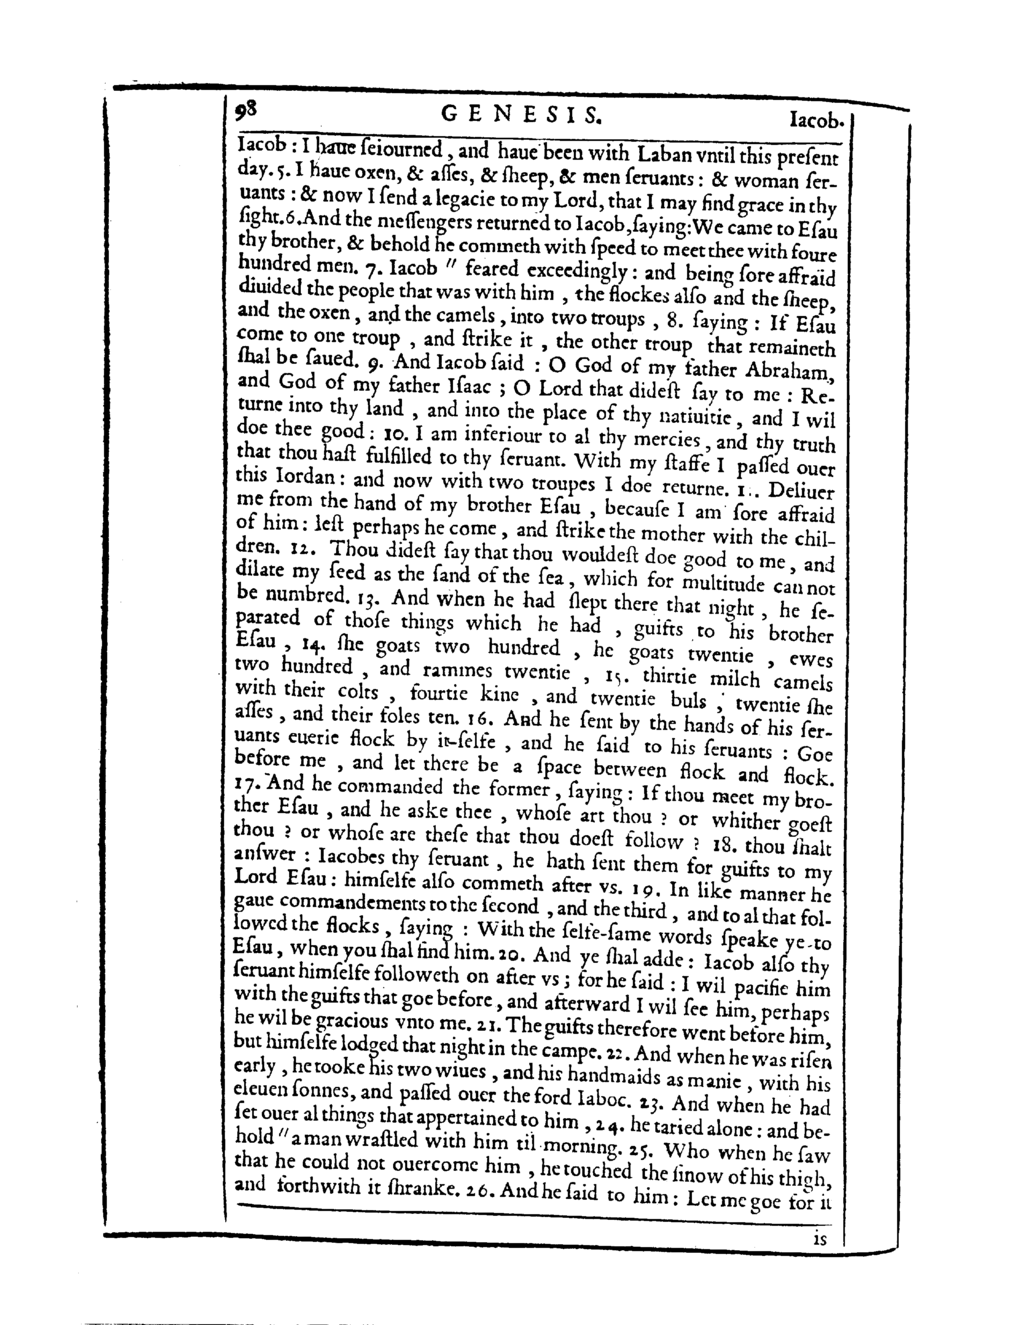 98 GENESIS. Iacob.
Iacob : I haue ſeiourned , and haue been with Laban vntil this preſent
day. 5. I haue oxen, & aſſes, & ſheep, & men ſeruants : & woman ſer-
uants : & now I ſend a legacie to my Lord, that I may find grace in thy
ſight. 6. And the meſſengers returned to Iacob, ſaying: We came to Eſau
thy brother, & behold he commeth with ſpeed to meet thee with foure
hundred men. 7. Iacob " feared exceedingly : and being ſore affraid
diuided the people that was with him , the flockes alſo and the ſheep,
and the oxen , and the camels , into two troups , 8. ſaying : If Eſau
come to one troup , and ſtrike it , the other troup that remaineth
ſhal be ſaued. 9. And Iacob ſaid : O God of my father Abraham,
and God of my father Iſaac ; O Lord that dideſt ſay to me : Re-
turne into thy land , and into the place of thy natiuitie , and I wil
doe thee good : 10. I am inferiour to al thy mercies , and thy truth
that thou haſt fulfilled to thy ſeruant. With my ſtaffe I paſſed ouer
this Iordan : and now with two troupes I doe returne. 1.. Deliuer
me from the hand of my brother Eſau , becauſe I am ſore affraid
of him : leſt perhaps he come , and ſtrike the mother with the chil-
dren. 12. Thou dideſt ſay that thou wouldeſt doe good to me , and
dilate my ſeed as the ſand of the ſea , which for multitude can not
be numbred. 13. And when he had ſlept there that night , he ſe-
parated of thoſe things which he had , guifts to his brother
Eſau , 14. ſhe goats two hundred , he goats twentie , ewes
two hundred , and rammes twentie , 15. thirtie milch camels
with their colts , fourtie kine , and twentie buls , twentie ſhe
aſſes , and their foles ten. 16. And he ſent by the hands of his ſer-
uants euerie flock by it-ſelfe , and he ſaid to his ſeruants : Goe
before me , and let there be a ſpace between flock and flock.
17. And he commanded the former , ſaying : If thou meet my bro-
ther Eſau , and he aske thee , whoſe art thou ? or whither goeſt
thou ? or whoſe are theſe that thou doeſt follow ? 18. thou ſhalt
anſwer : Iacobes thy ſeruant , he hath ſent them for guifts to my
Lord Eſau : himſelfe alſo commeth after vs. 19. In like manner he
gaue commandements to the ſecond , and the third , and to al that fol-
lowed the flocks , ſaying : With the ſelfe-ſame words ſpeake ye to
Eſau , when you ſhal find him. 20. And ye ſhal adde : Iacob alſo thy
ſeruant himſelfe followeth on after vs ; for he ſaid : I wil pacifie him
with the guifts that goe before , and afterward I wil ſee him, perhaps
he wil be gracious vnto me. 21. The guifts therefore went before him,
but himſelfe lodged that night in the campe. 22. And when he was riſen
early , he tooke his two wiues , and his handmaids as manie , with his
eleuen ſonnes, and paſſed ouer the ford Iaboc. 23. And when he had
ſet ouer al things that appertained to him , 24. he taried alone : and be-
hold " a man wraſtled with him til morning. 25. Who when he ſaw
that he could not ouercome him , he touched the ſinow of his thigh,
and forthwith it ſhranke. 26. And he ſaid to him : Let me goe for it
is